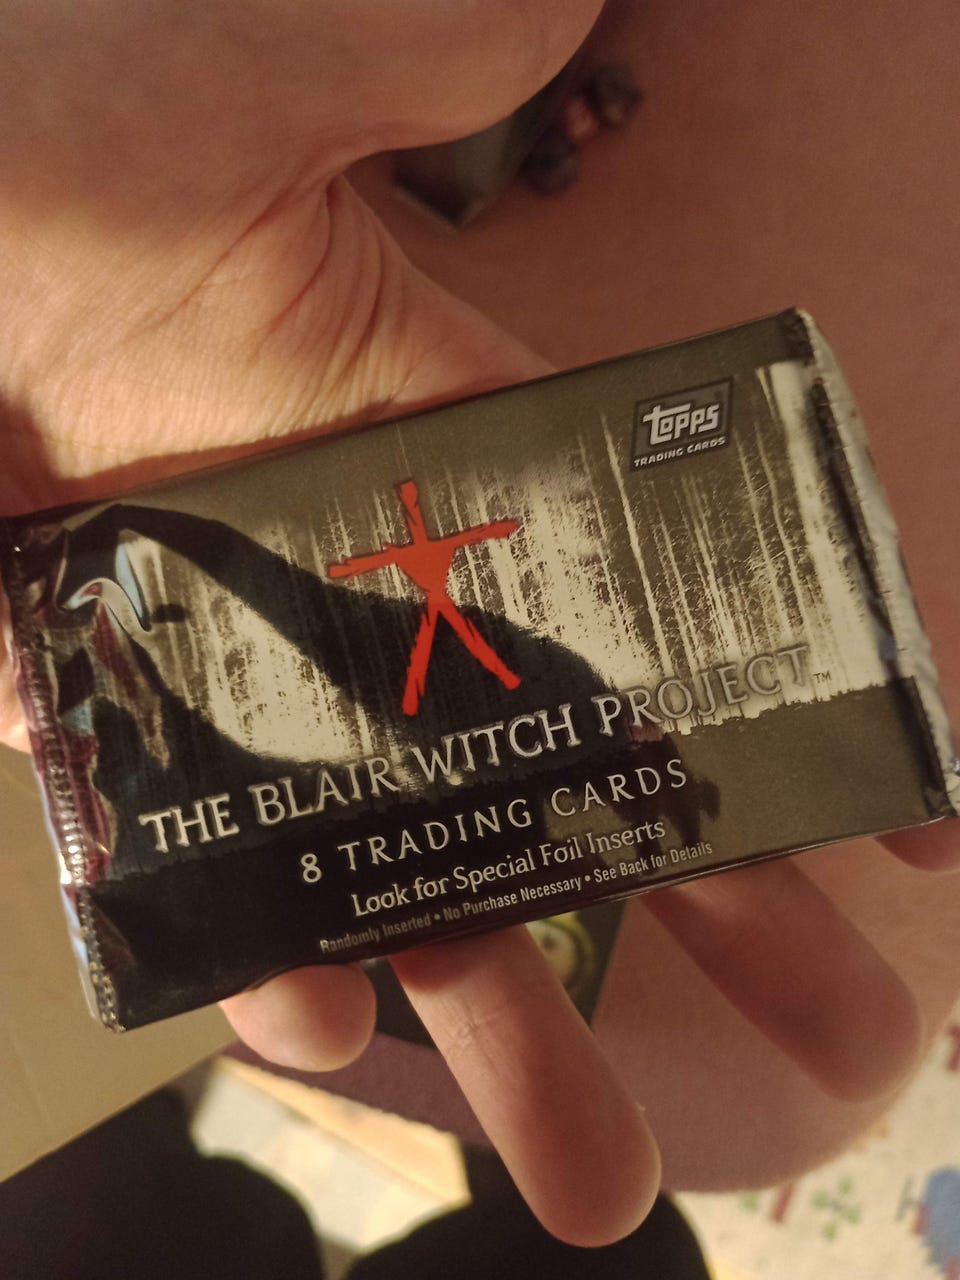 Topps
TRADING CARDS
THE BLAIR WITCH PROJECT™
8 TRADING CARDS
Look for Special Foil Inserts
Randomly Inserted • No Purchase Necessary • See Back for Details